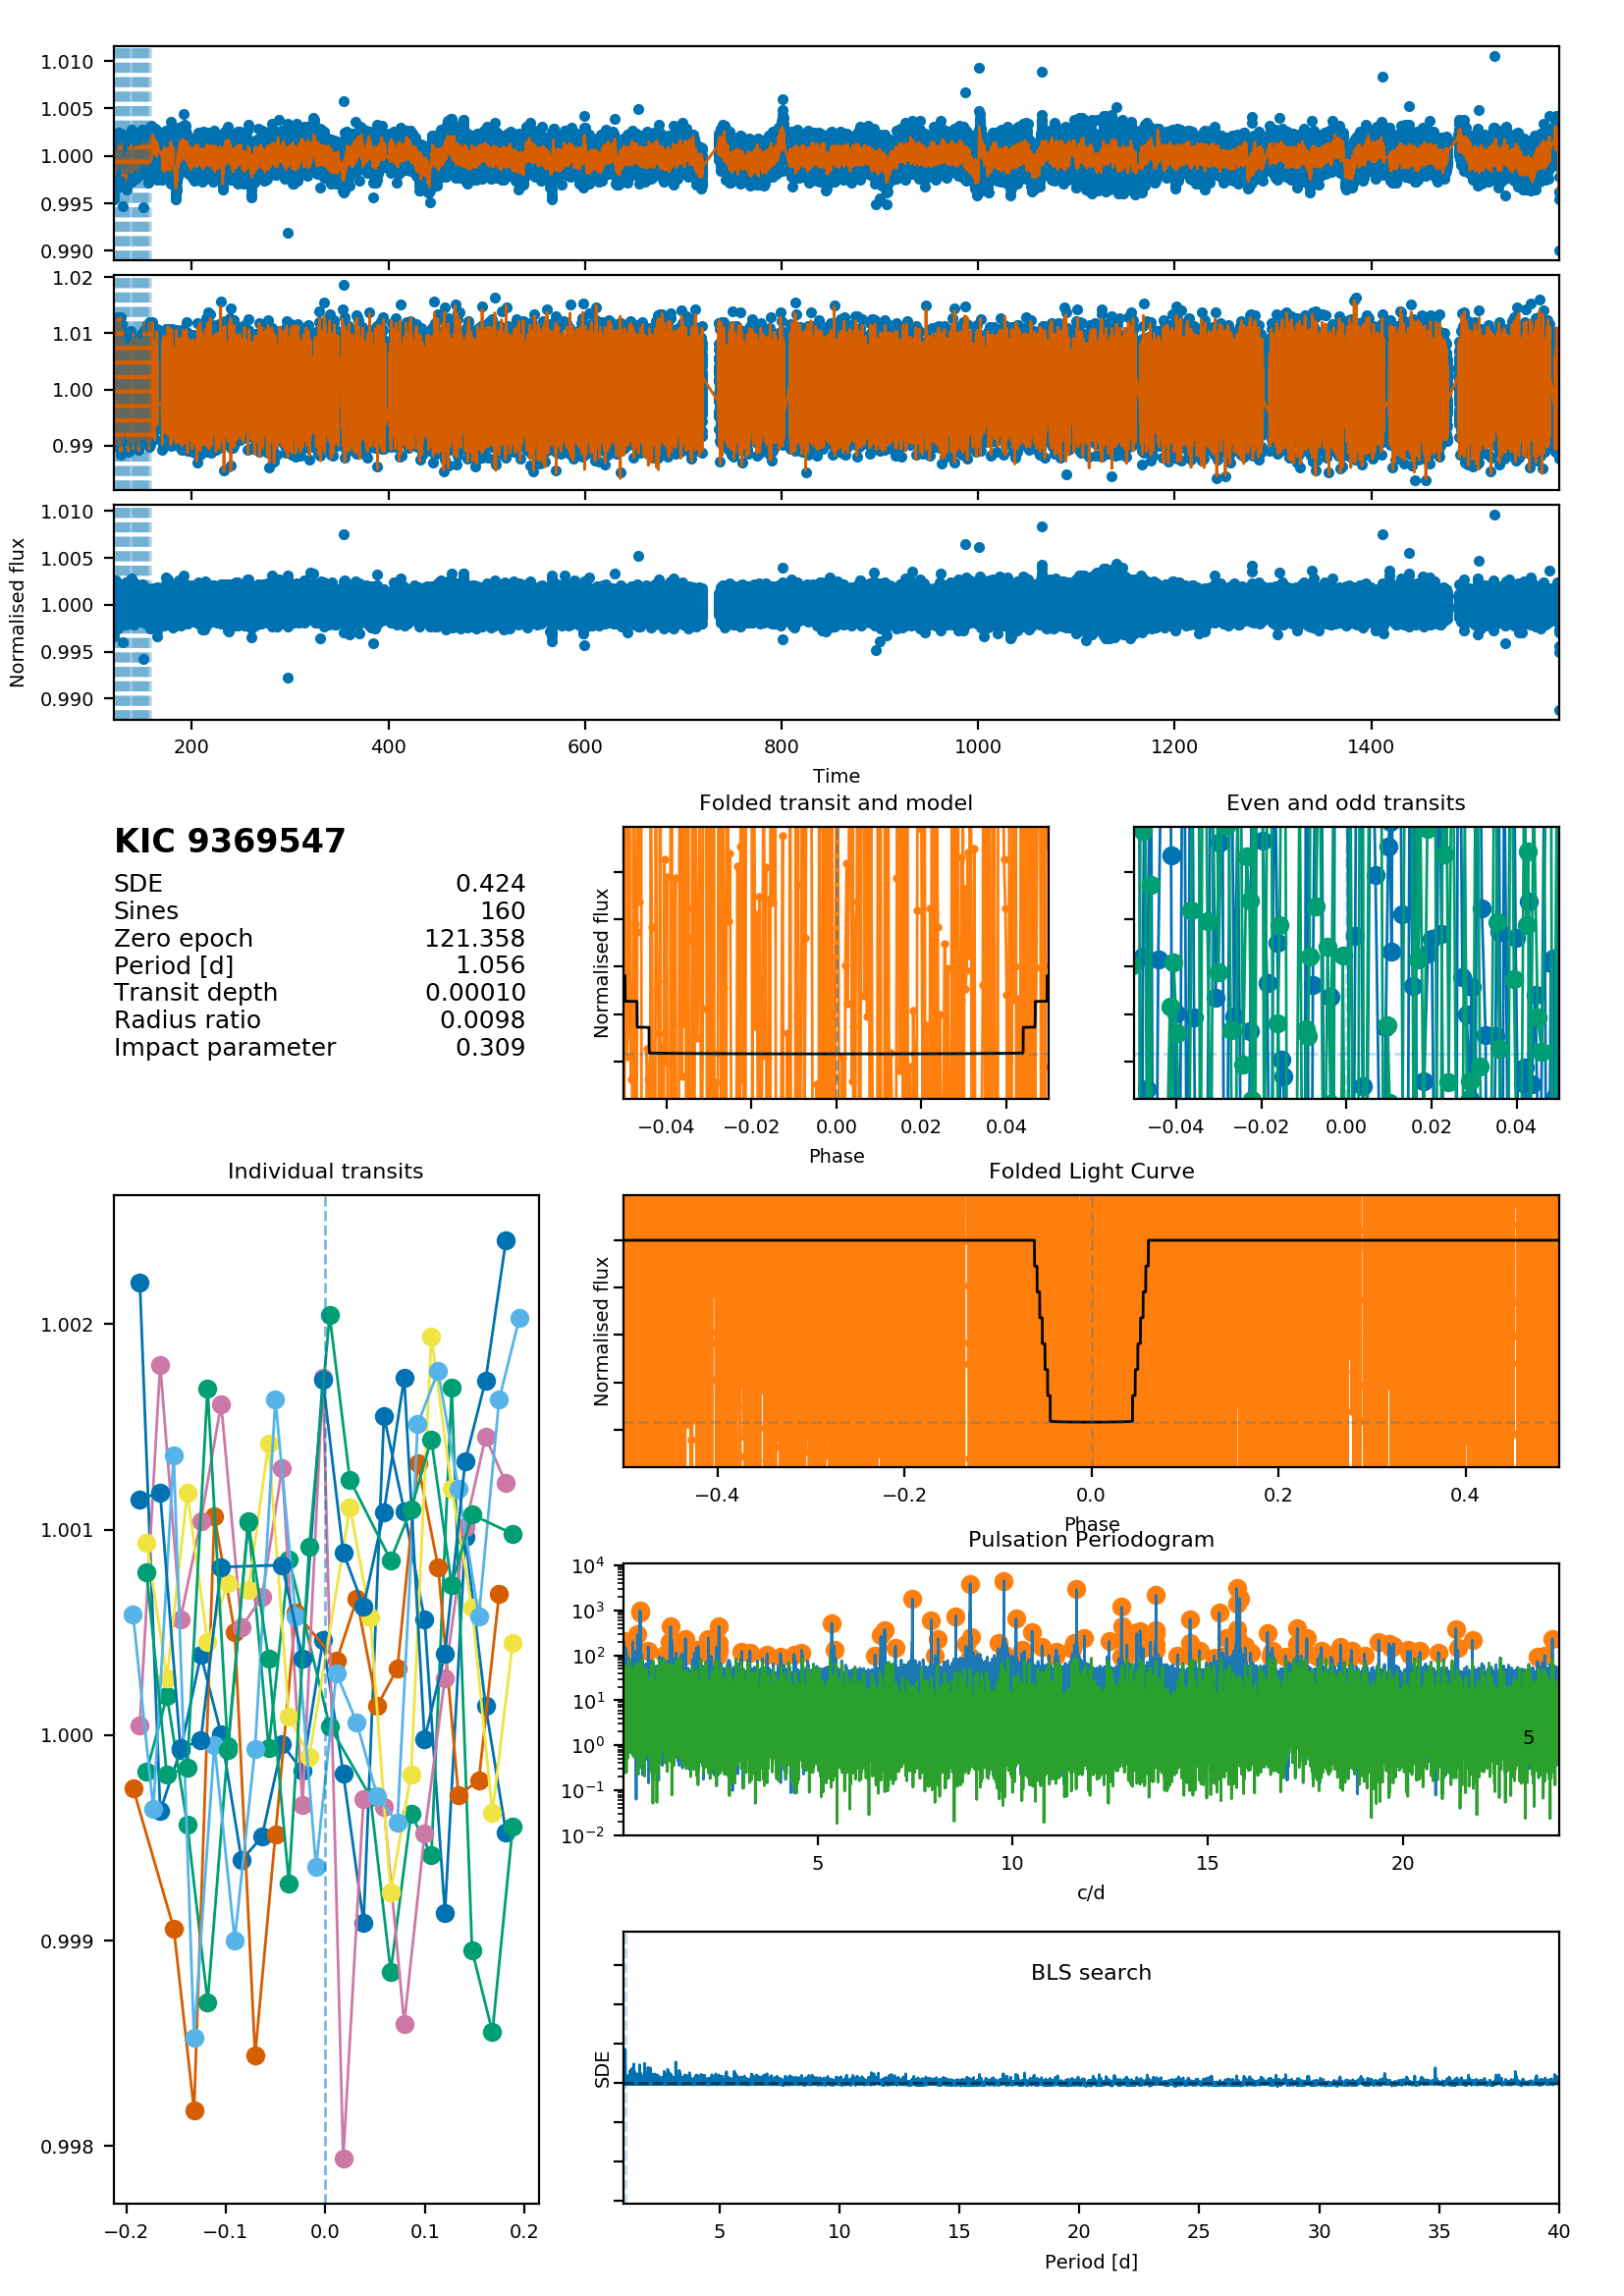 1.010
1.005
1.000
0.995
0.990
1.02
1.01
1.00
0.99
1.010
1.005
1.000
0.995
0.990
Normalised flux
200 400 600 800 1000 1200 1400
Time
KIC 9369547
SDE 0.424
Sines 160
Zero epoch 121.358
Period [d] 1.056
Transit depth 0.00010
Radius ratio 0.0098
Impact parameter 0.309
Folded transit and model
Normalised flux
−0.04 −0.02 0.00 0.02 0.04
Phase
Even and odd transits
−0.04 −0.02 0.00 0.02 0.04
Individual transits
1.002
1.001
1.000
0.999
0.998
−0.2 −0.1 0.0 0.1 0.2
Folded Light Curve
Normalised flux
−0.4 −0.2 0.0 0.2 0.4
Phase
Pulsation Periodogram
10⁴
10³
10²
10¹
10⁰
10⁻¹
10⁻²
5
5 10 15 20
c/d
BLS search
SDE
5 10 15 20 25 30 35 40
Period [d]